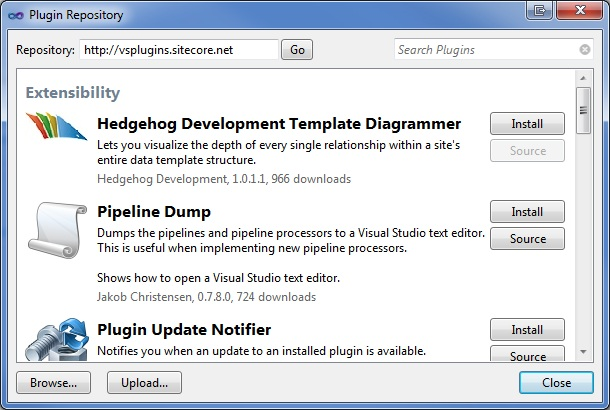 Plugin Repository
Repository: http://vsplugins.sitecore.net Go Search Plugins
Extensibility
Hedgehog Development Template Diagrammer Install
Lets you visualize the depth of every single relationship within a site's Source
entire data template structure.
Hedgehog Development, 1.0.1.1, 966 downloads
Pipeline Dump Install
Dumps the pipelines and pipeline processors to a Visual Studio text editor. Source
This is useful when implementing new pipeline processors.
Shows how to open a Visual Studio text editor.
Jakob Christensen, 0.7.8.0, 724 downloads
Plugin Update Notifier Install
Notifies you when an update to an installed plugin is available. Source
Browse... Upload... Close